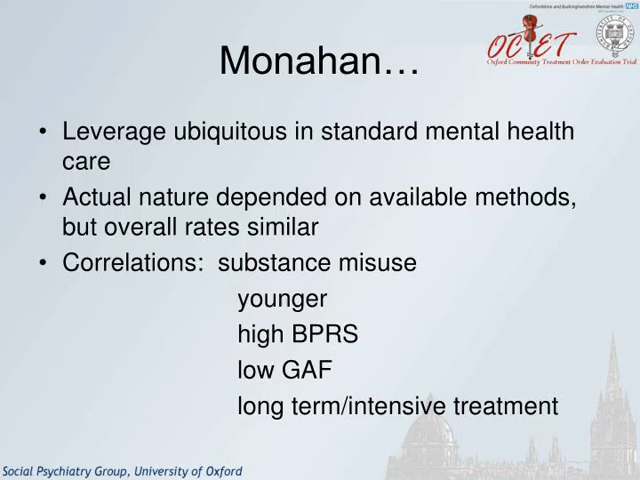 Oxfordshire and Buckinghamshire Mental Health NHS
OCTET
Oxford Community Treatment Order Evaluation Trial
Monahan…
• Leverage ubiquitous in standard mental health
care
• Actual nature depended on available methods,
but overall rates similar
• Correlations: substance misuse
younger
high BPRS
low GAF
long term/intensive treatment
Social Psychiatry Group, University of Oxford